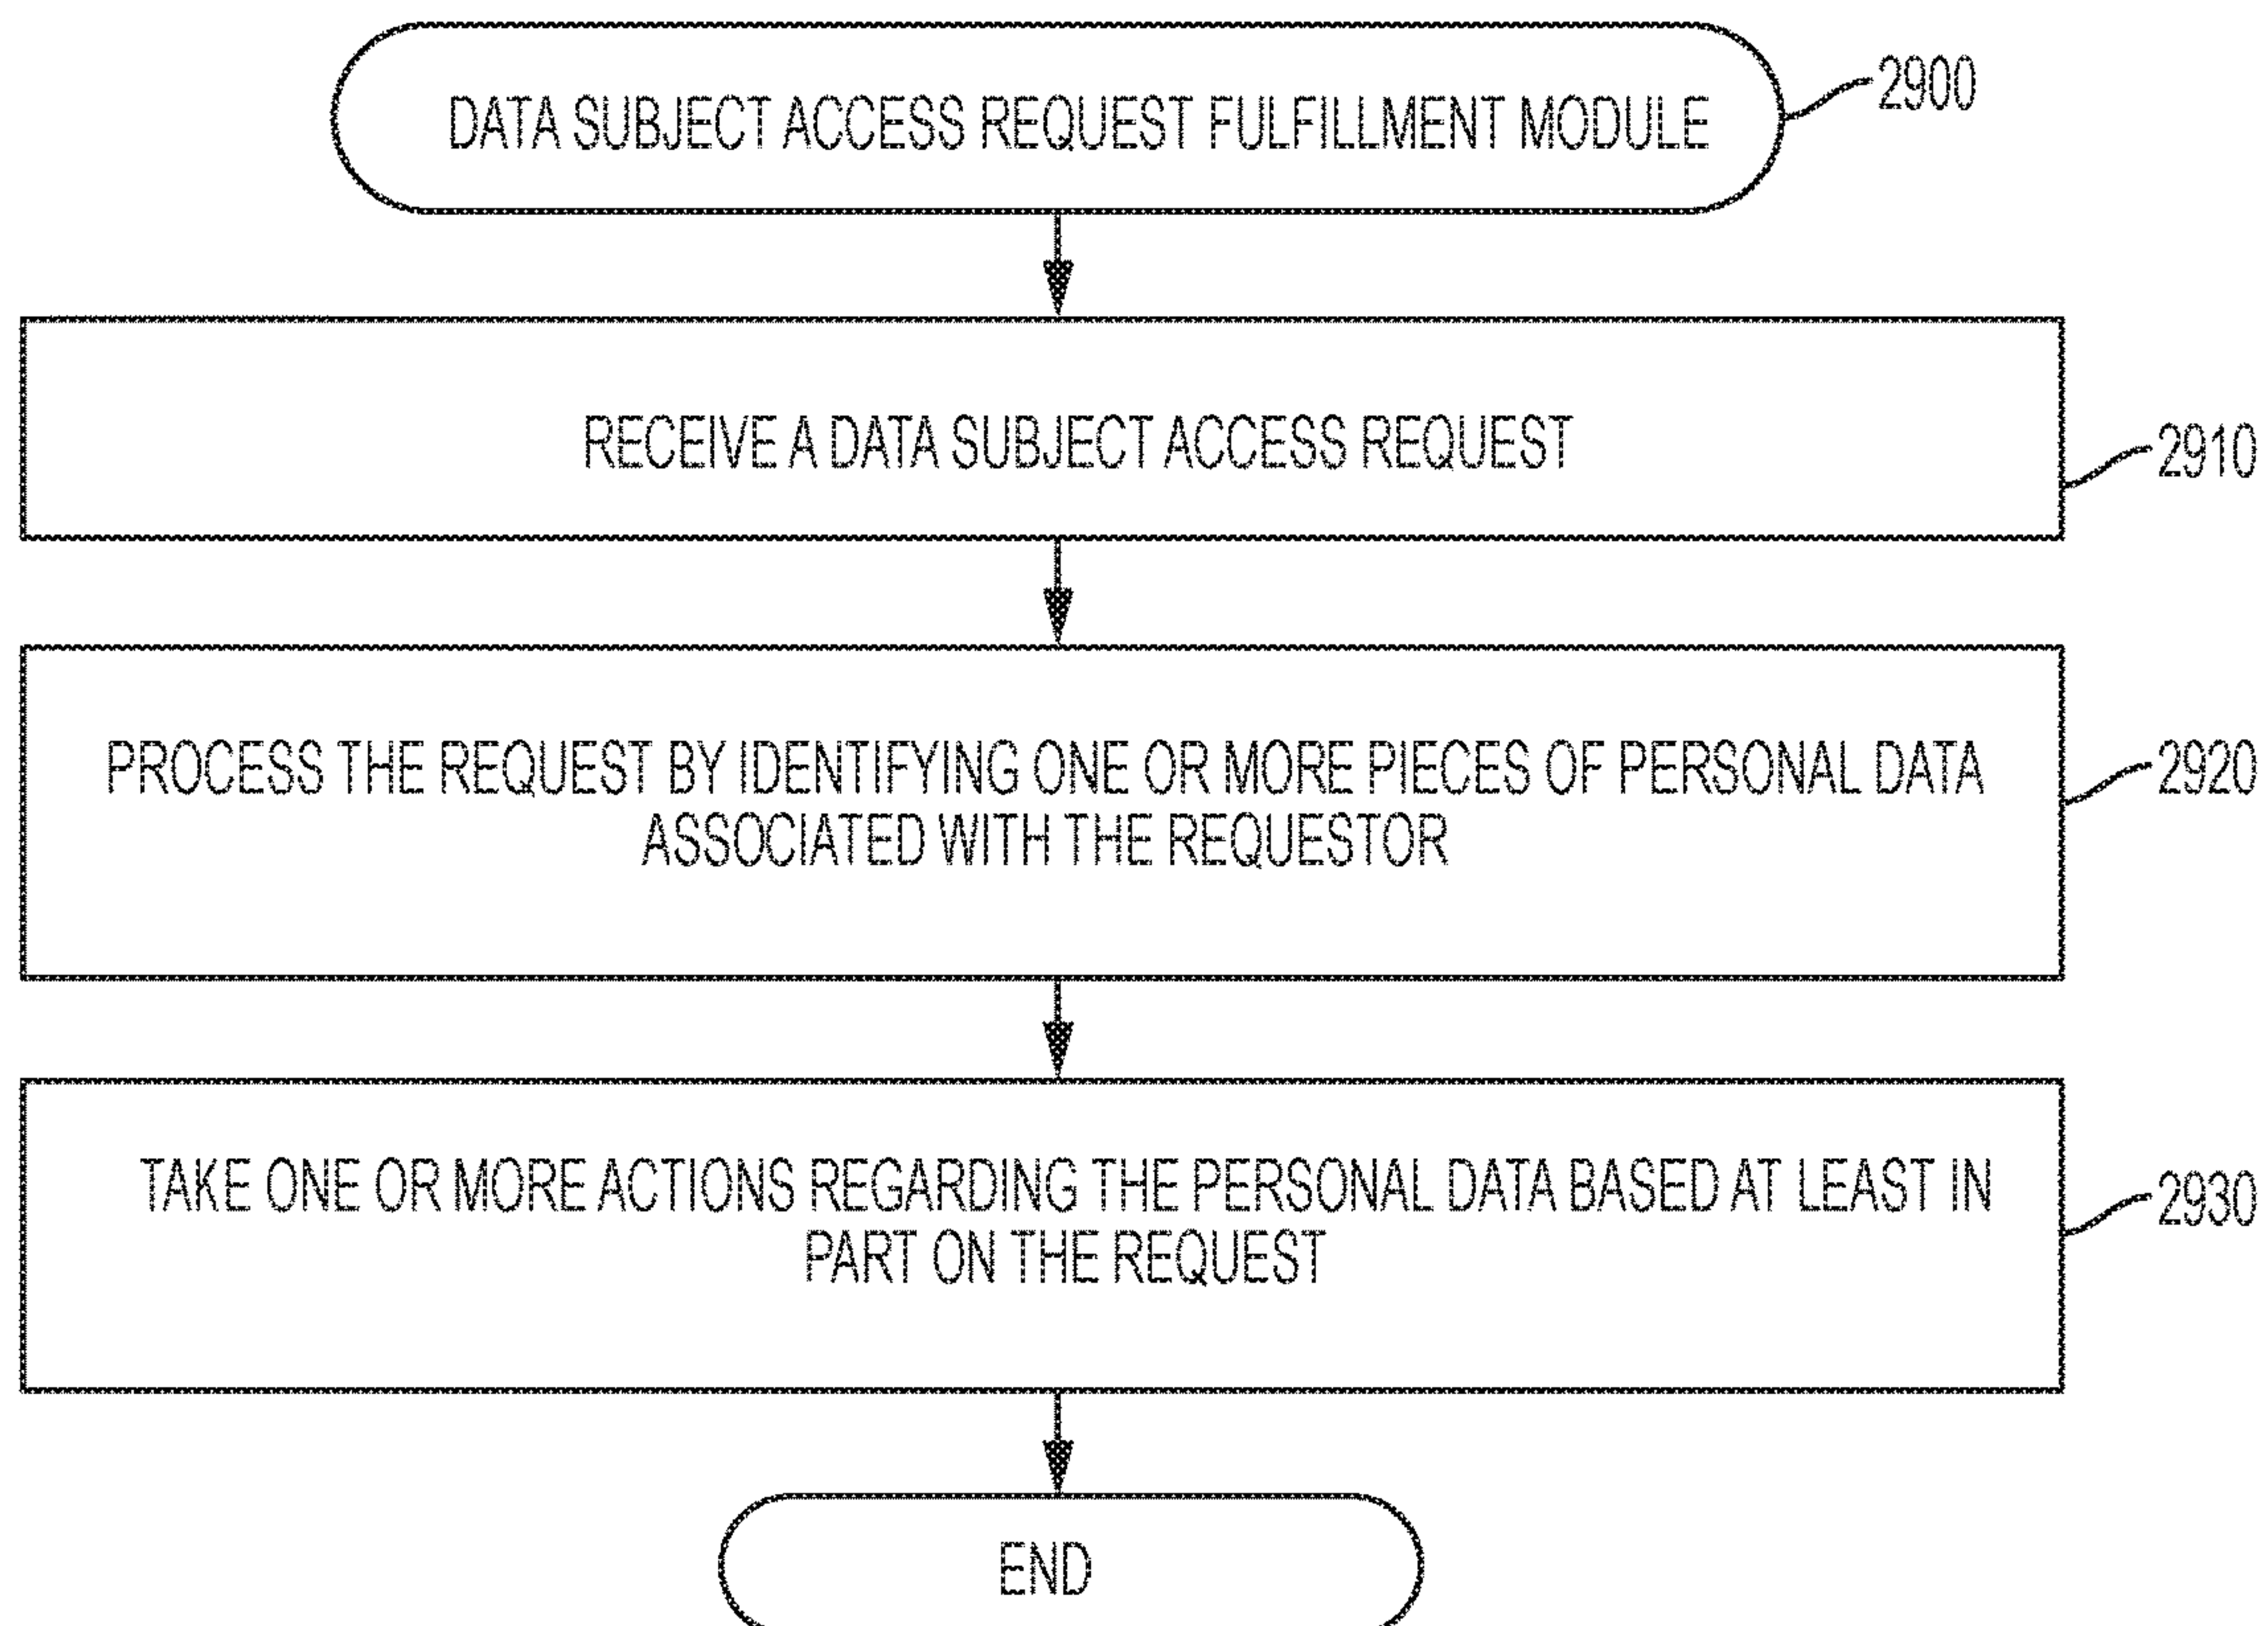 DATA SUBJECT ACCESS REQUEST FULFILLMENT MODULE
2900
RECEIVE A DATA SUBJECT ACCESS REQUEST
2910
PROCESS THE REQUEST BY IDENTIFYING ONE OR MORE PIECES OF PERSONAL DATA
ASSOCIATED WITH THE REQUESTOR
2920
TAKE ONE OR MORE ACTIONS REGARDING THE PERSONAL DATA BASED AT LEAST IN
PART ON THE REQUEST
2930
END